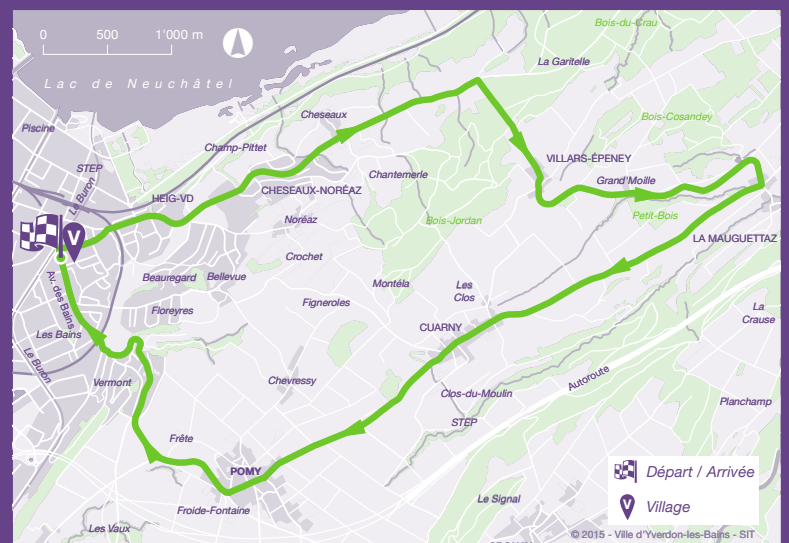 Bois-du-Crau
0 500 1'000 m
La Garitelle
Lac de Neuchâtel
Cheseaux
Bois-Cosandey
Piscine
Champ-Pittet
VILLARS-ÉPENEY
STEP
Chantemerle
Grand'Moille
Le Buron
HEIG-VD
CHESEAUX-NORÉAZ
Petit-Bois
Noréaz
Bois-Jordan
V
LA MAUGUETTAZ
Crochet
Beauregard
Bellevue
Montéla
Les
Clos
Av. des Bains
Figneroles
Floreyres
La
Crause
Les Bains
CUARNY
Le Buron
Vermont
Chevressy
Autoroute
Clos-du-Moulin
Planchamp
STEP
Frête
POMY
Départ / Arrivée
Le Signal
V Village
Froide-Fontaine
Les Vaux
© 2015 - Ville d'Yverdon-les-Bains - SIT